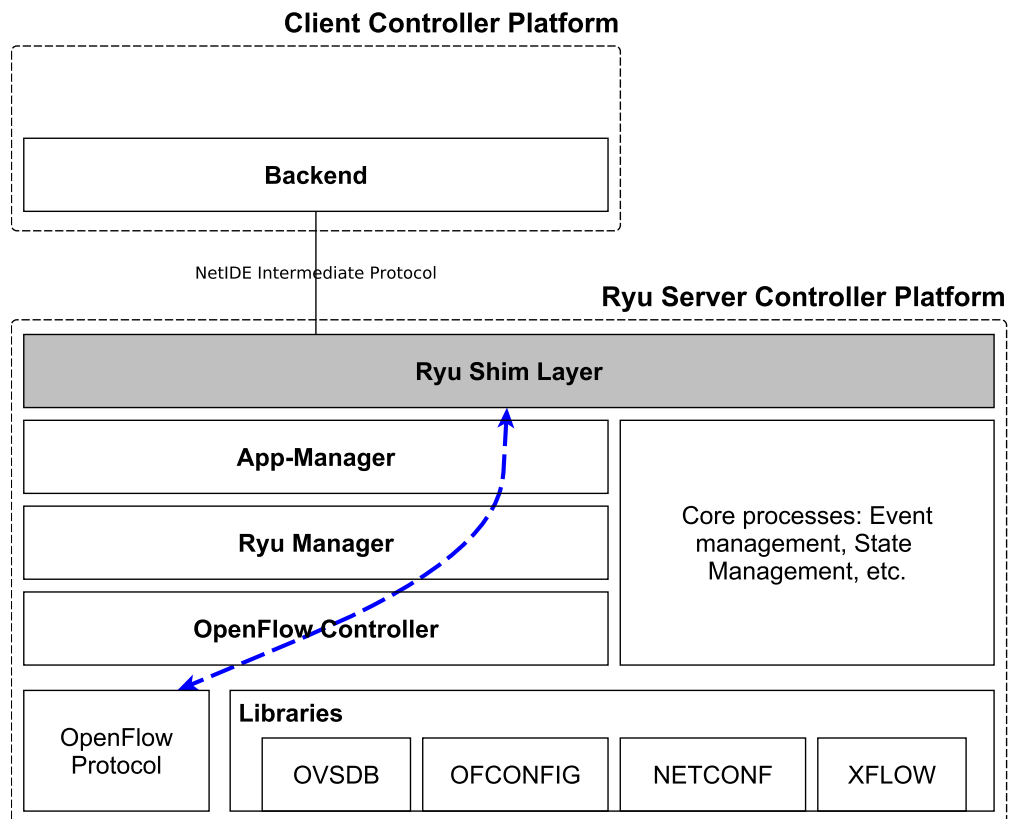 Client Controller Platform
Backend
NetIDE Intermediate Protocol
Ryu Server Controller Platform
Ryu Shim Layer
App-Manager
Ryu Manager
OpenFlow Controller
Core processes: Event
management, State
Management, etc.
OpenFlow
Protocol
Libraries
OVSDB
OFCONFIG
NETCONF
XFLOW